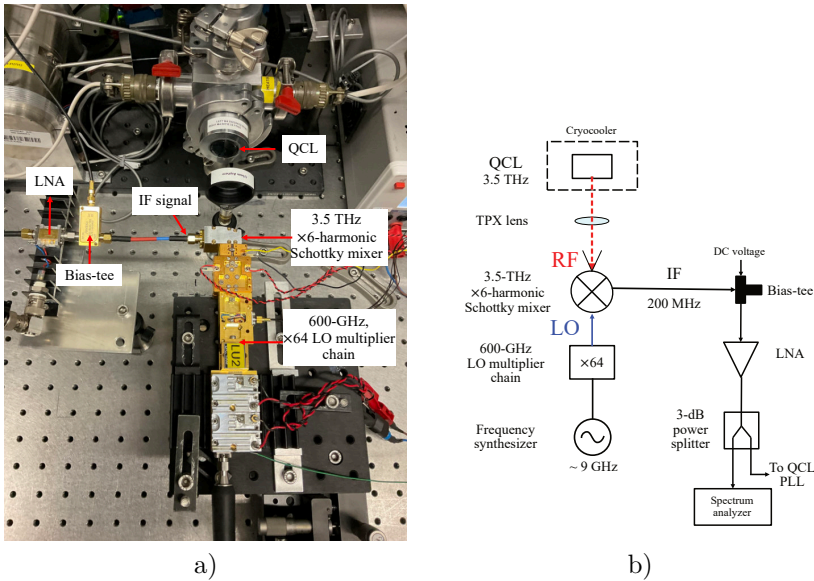 QCL
LNA
IF signal
3.5 THz
×6-harmonic
Schottky mixer
Bias-tee
600-GHz,
×64 LO multiplier
chain
LU2
a)
Cryocooler
QCL
3.5 THz
TPX lens
DC voltage
RF
3.5-THz
×6-harmonic
Schottky mixer
IF
200 MHz
Bias-tee
LO
600-GHz
LO multiplier
chain
×64
LNA
Frequency
synthesizer
~ 9 GHz
3-dB
power
splitter
To QCL
PLL
Spectrum
analyzer
b)